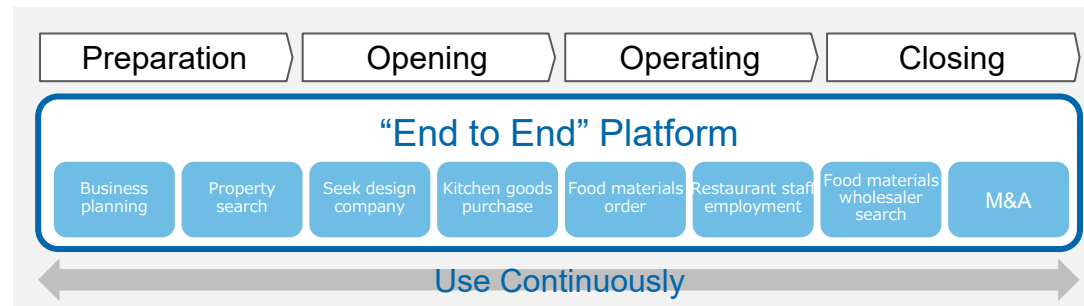 Preparation
Opening
Operating
Closing
“End to End” Platform
Business
planning
Property
search
Seek design
company
Kitchen goods
purchase
Food materials
order
Restaurant staff
employment
Food materials
wholesaler
search
M&A
Use Continuously